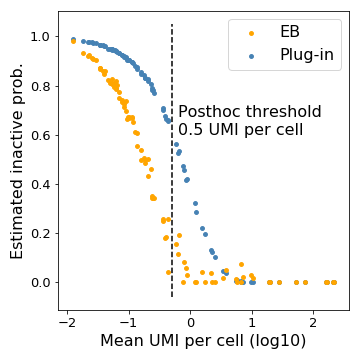 EB
Plug-in
Posthoc threshold
0.5 UMI per cell
Estimated inactive prob.
1.0
0.8
0.6
0.4
0.2
0.0
−2
−1
0
1
2
Mean UMI per cell (log10)